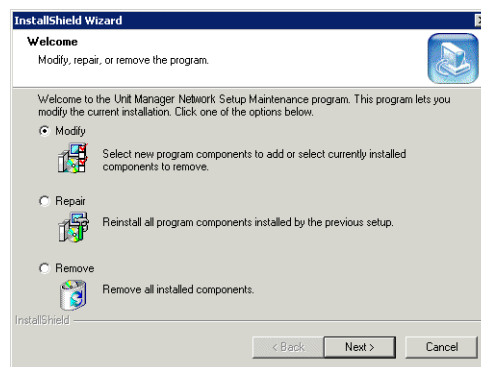 InstallShield Wizard
Welcome
Modify, repair, or remove the program.
Welcome to the Unit Manager Network Setup Maintenance program. This program lets you
modify the current installation. Click one of the options below.
Modify
Select new program components to add or select currently installed
components to remove.
Repair
Reinstall all program components installed by the previous setup.
Remove
Remove all installed components.
InstallShield
< Back
Next >
Cancel